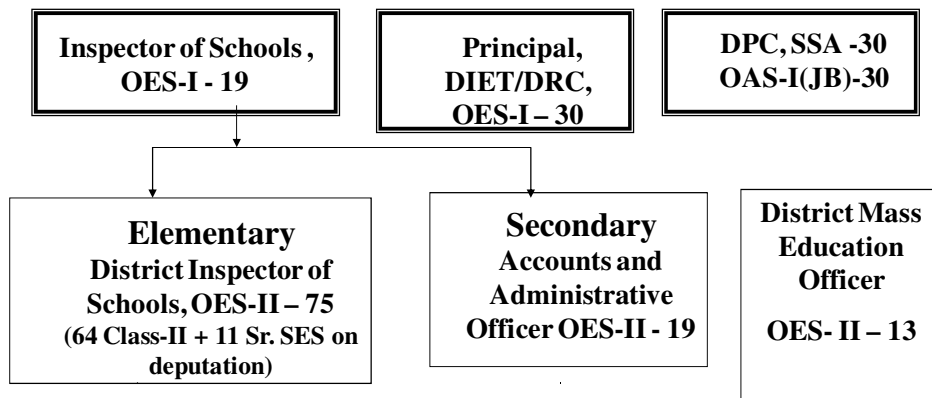 Inspector of Schools ,
OES-I - 19
Principal,
DIET/DRC,
OES-I – 30
DPC, SSA -30
OAS-I(JB)-30
Elementary
District Inspector of
Schools, OES-II – 75
(64 Class-II + 11 Sr. SES on
deputation)
Secondary
Accounts and
Administrative
Officer OES-II - 19
District Mass
Education
Officer
OES- II – 13